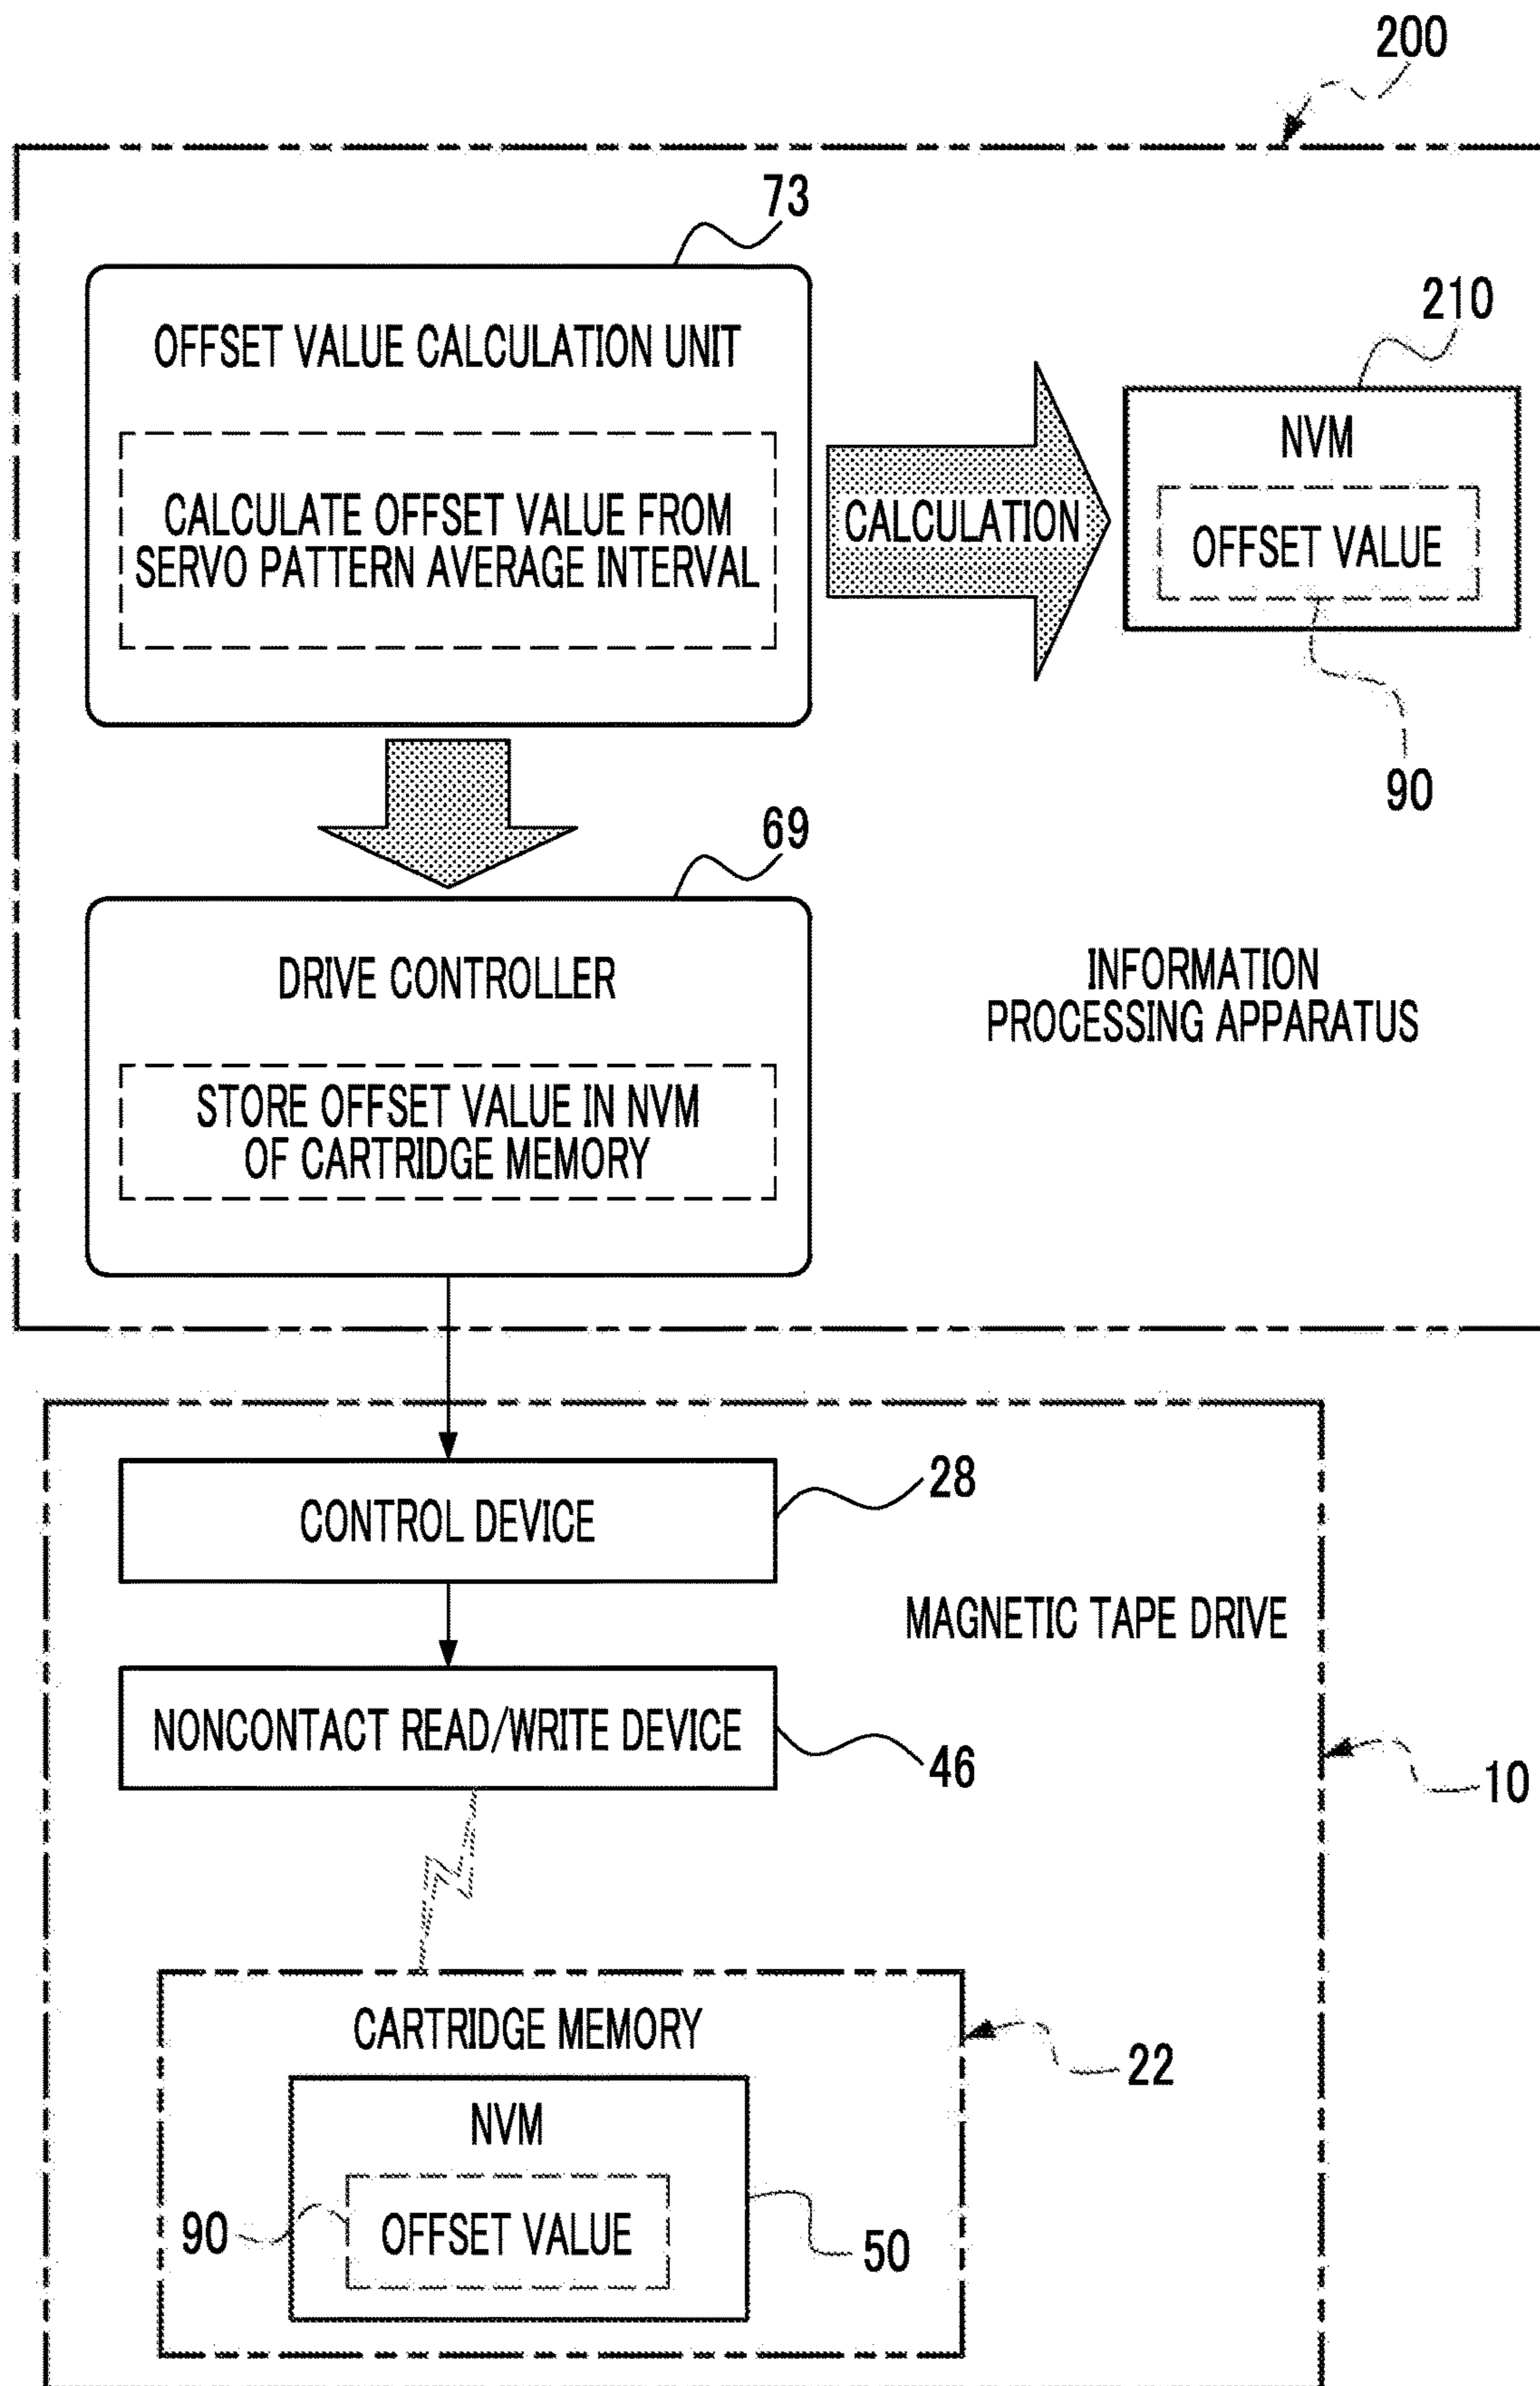 200
73
OFFSET VALUE CALCULATION UNIT
CALCULATE OFFSET VALUE FROM
SERVO PATTERN AVERAGE INTERVAL
CALCULATION
210
NVM
OFFSET VALUE
90
69
DRIVE CONTROLLER
STORE OFFSET VALUE IN NVM
OF CARTRIDGE MEMORY
INFORMATION
PROCESSING APPARATUS
CONTROL DEVICE
28
MAGNETIC TAPE DRIVE
NONCONTACT READ/WRITE DEVICE
46
10
CARTRIDGE MEMORY
22
NVM
90
OFFSET VALUE
50